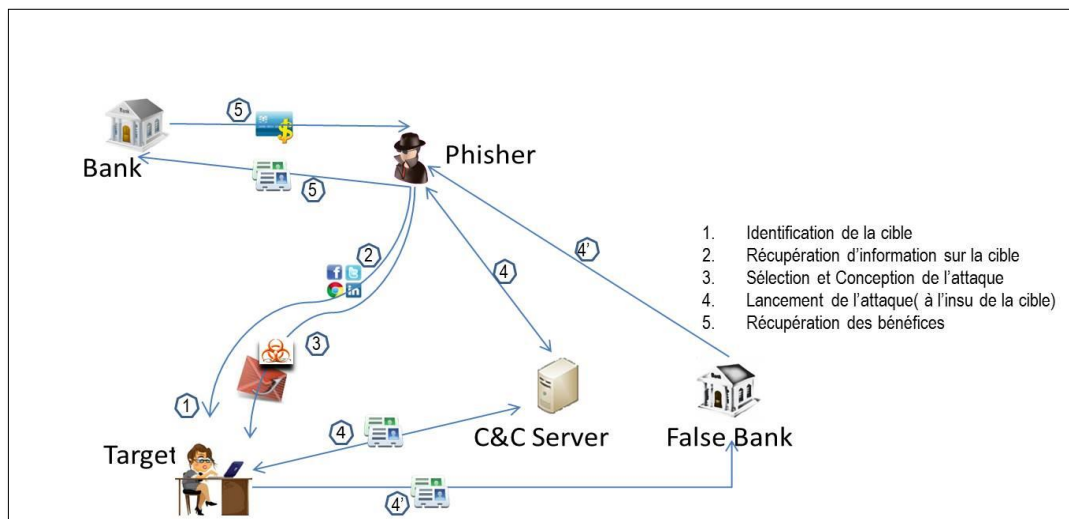 5
Bank
Phisher
5
2
4'
4
1. Identification de la cible
2. Récupération d'information sur la cible
3. Sélection et Conception de l'attaque
4. Lancement de l'attaque( à l'insu de la cible)
5. Récupération des bénéfices
3
1
4
C&C Server
False Bank
Target
4'